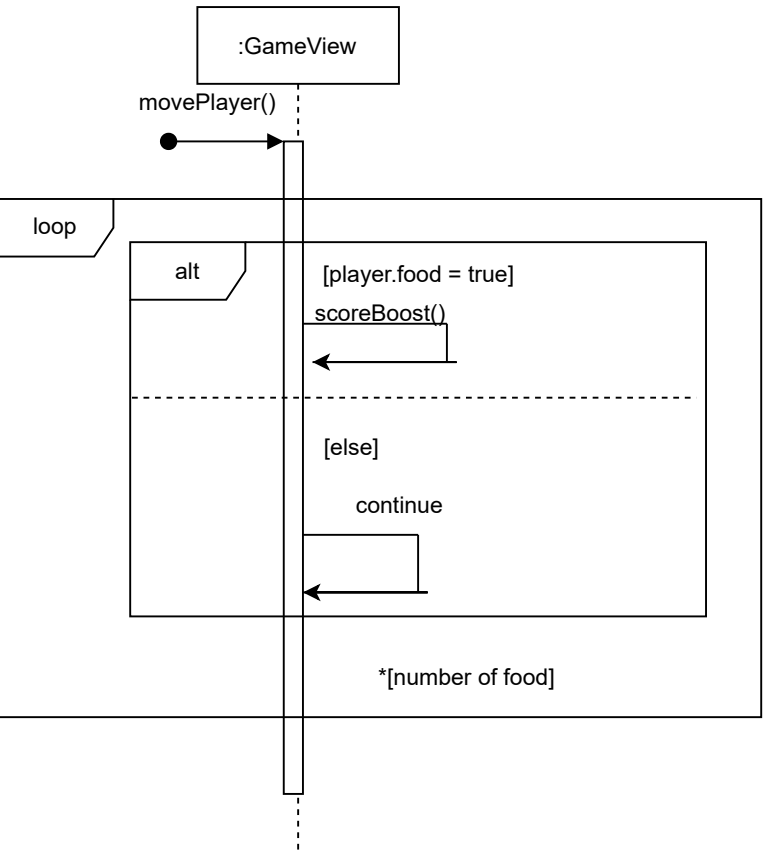 :GameView
movePlayer()
loop
alt
[player.food = true]
scoreBoost()
[else]
continue
*[number of food]